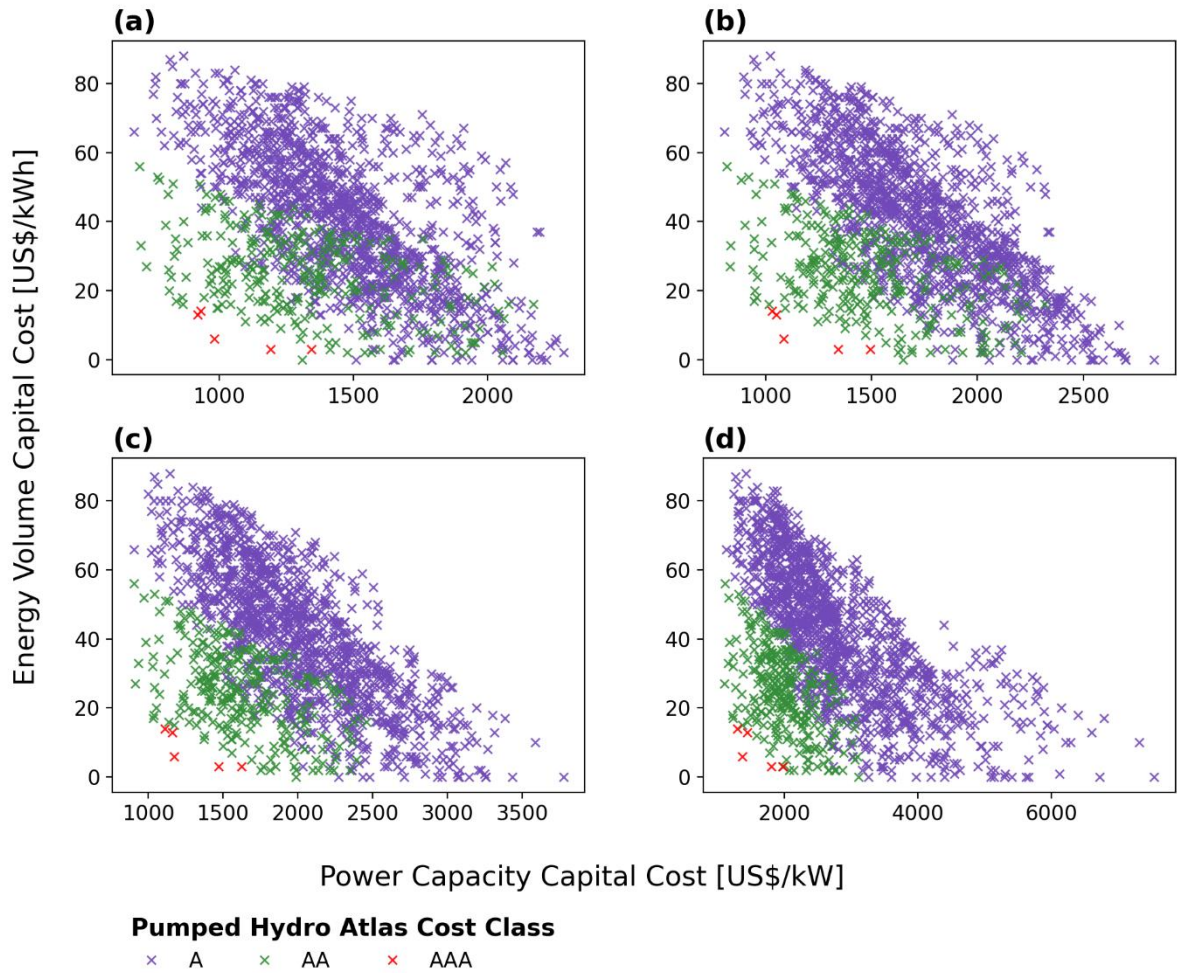 (a)
(b)
80
60
40
20
0
1000 1500 2000
80
60
40
20
0
1000 1500 2000 2500
(c)
(d)
80
60
40
20
0
1000 1500 2000 2500 3000 3500
80
60
40
20
0
2000 4000 6000
Energy Volume Capital Cost [US$/kWh]
Power Capacity Capital Cost [US$/kW]
Pumped Hydro Atlas Cost Class
A AA AAA